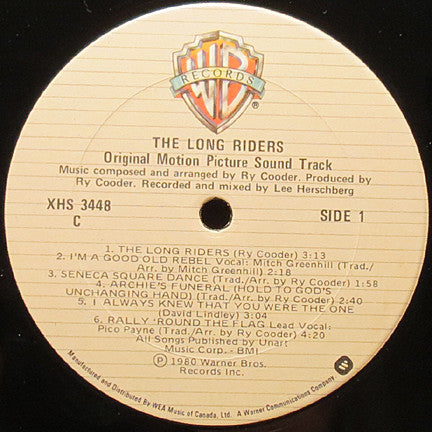 WB
RECORDS
®
THE LONG RIDERS
Original Motion Picture Sound Track
Music composed and arranged by Ry Cooder. Produced by
Ry Cooder. Recorded and mixed by Lee Herschberg
XHS 3448
C
SIDE 1
1. THE LONG RIDERS (Ry Cooder) 3:13
2. I'M A GOOD OLD REBEL Vocal: Mitch Greenhill (Trad./
Arr. by Mitch Greenhill) 2:18
3. SENECA SQUARE DANCE (Trad./Arr. by Ry Cooder) 1:58
4. ARCHIE'S FUNERAL (HOLD TO GOD'S
UNCHANGING HAND) (Trad./Arr. by Ry Cooder) 2:40
5. I ALWAYS KNEW THAT YOU WERE THE ONE
(David Lindley) 3:04
6. RALLY 'ROUND THE FLAG Lead Vocal:
Pico Payne (Trad./Arr. by Ry Cooder) 4:20
All Songs Published by Unart
Music Corp. - BMI
℗ 1980 Warner Bros.
Records Inc.
Manufactured and Distributed By WEA Music of Canada, Ltd. A Warner Communications Company